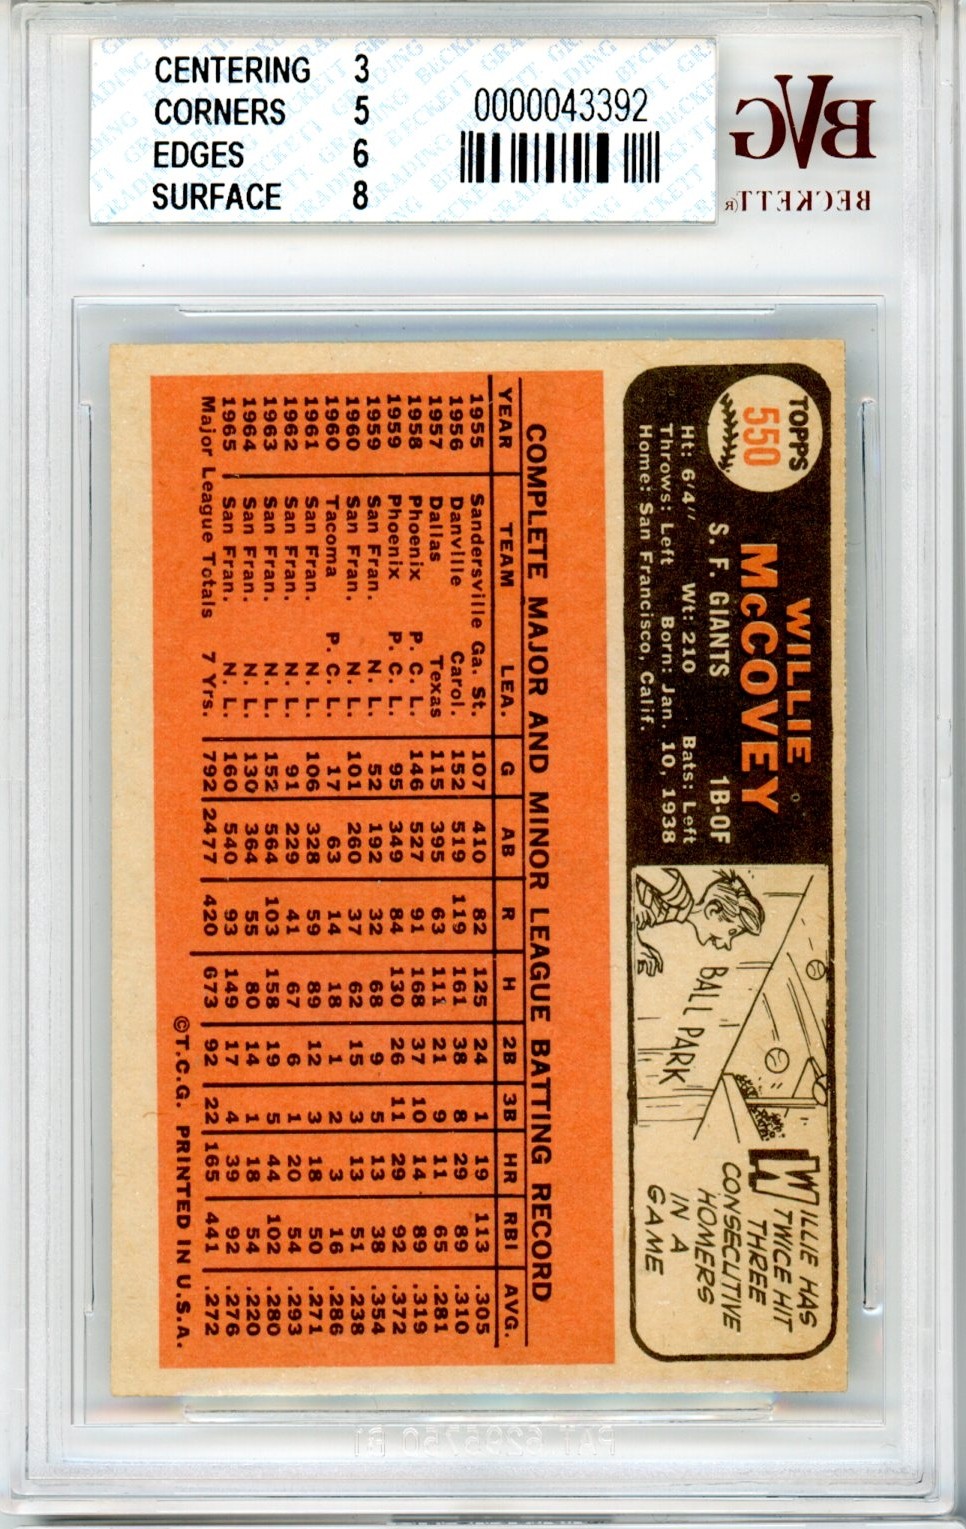 CENTERING 3
CORNERS 5
EDGES 6
SURFACE 8
0000043392
BVG
BECKETT®
TOPPS
550
WILLIE
McCOVEY
S. F. GIANTS 1B-OF
Ht: 6'4" Wt: 210 Bats: Left
Throws: Left Born: Jan. 10, 1938
Home: San Francisco, Calif.
BALL PARK
WILLIE HAS
TWICE HIT
THREE
CONSECUTIVE
HOMERS
IN A
GAME
COMPLETE MAJOR AND MINOR LEAGUE BATTING RECORD
YEAR TEAM LEA. G AB R H 2B 3B HR RBI AVG.
1955 Sandersville Ga. St. 107 410 82 125 24 1 19 113 .305
1956 Danville Carol. 152 519 119 161 38 8 29 89 .310
1957 Dallas Texas 115 395 63 111 21 9 11 65 .281
1958 Phoenix P. C. L. 146 527 91 168 37 10 14 89 .319
1959 Phoenix P. C. L. 95 349 84 130 26 11 29 92 .372
1959 San Fran. N. L. 52 192 32 68 9 5 13 38 .354
1960 San Fran. N. L. 101 260 37 62 15 3 13 51 .238
1960 Tacoma P. C. L. 17 63 14 18 1 2 3 16 .286
1961 San Fran. N. L. 106 328 59 89 12 3 18 50 .271
1962 San Fran. N. L. 91 229 41 67 6 1 20 54 .293
1963 San Fran. N. L. 152 564 103 158 19 5 44 102 .280
1964 San Fran. N. L. 130 364 55 80 14 1 18 54 .220
1965 San Fran. N. L. 160 540 93 149 17 4 39 92 .276
Major League Totals 7 Yrs. 792 2477 420 673 92 22 165 441 .272
©T.C.G. PRINTED IN U.S.A.
PAT. 6295750 B1